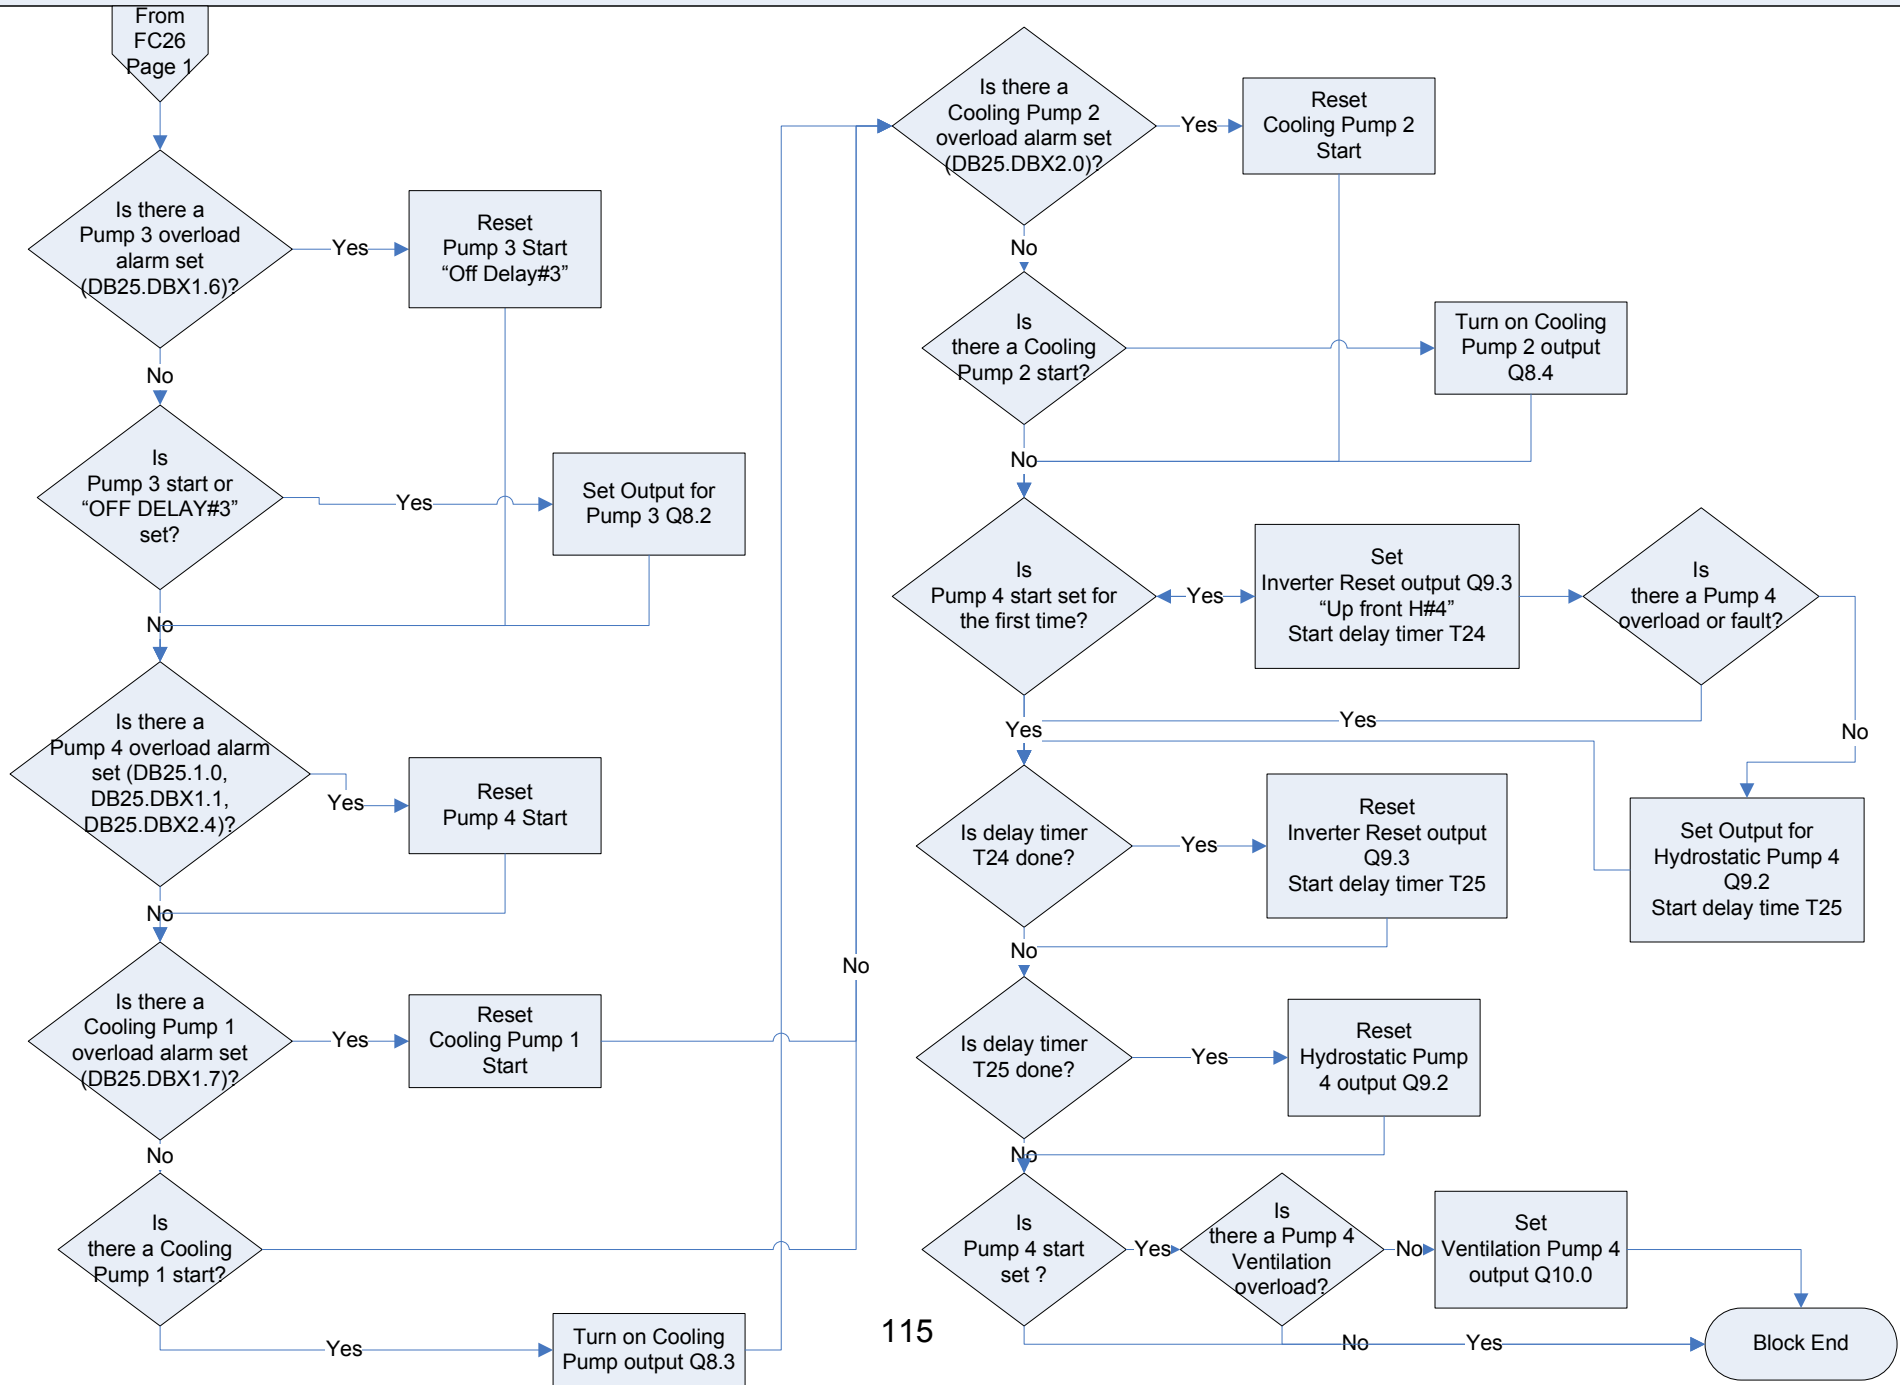 From
FC26
Page 1
Is there a
Pump 3 overload
alarm set
(DB25.DBX1.6)?
Yes
Reset
Pump 3 Start
“Off Delay#3”
No
Is
Pump 3 start or
“OFF DELAY#3”
set?
Yes
Set Output for
Pump 3 Q8.2
No
Is there a
Pump 4 overload alarm
set (DB25.1.0,
DB25.DBX1.1,
DB25.DBX2.4)?
Yes
Reset
Pump 4 Start
No
Is there a
Cooling Pump 1
overload alarm set
(DB25.DBX1.7)?
Yes
Reset
Cooling Pump 1
Start
No
Is
there a Cooling
Pump 1 start?
No
Yes
Turn on Cooling
Pump output Q8.3
Is there a
Cooling Pump 2
overload alarm set
(DB25.DBX2.0)?
Yes
Reset
Cooling Pump 2
Start
No
Is
there a Cooling
Pump 2 start?
Turn on Cooling
Pump 2 output
Q8.4
No
Is
Pump 4 start set for
the first time?
Yes
Set
Inverter Reset output Q9.3
“Up front H#4”
Start delay timer T24
Is
there a Pump 4
overload or fault?
Yes
Yes
No
Set Output for
Hydrostatic Pump 4
Q9.2
Start delay time T25
Is delay timer
T24 done?
Yes
Reset
Inverter Reset output
Q9.3
Start delay timer T25
No
Is delay timer
T25 done?
Yes
Reset
Hydrostatic Pump
4 output Q9.2
No
Is
Pump 4 start
set ?
Yes
Is
there a Pump 4
Ventilation
overload?
No
Set
Ventilation Pump 4
output Q10.0
No
Yes
Block End
115